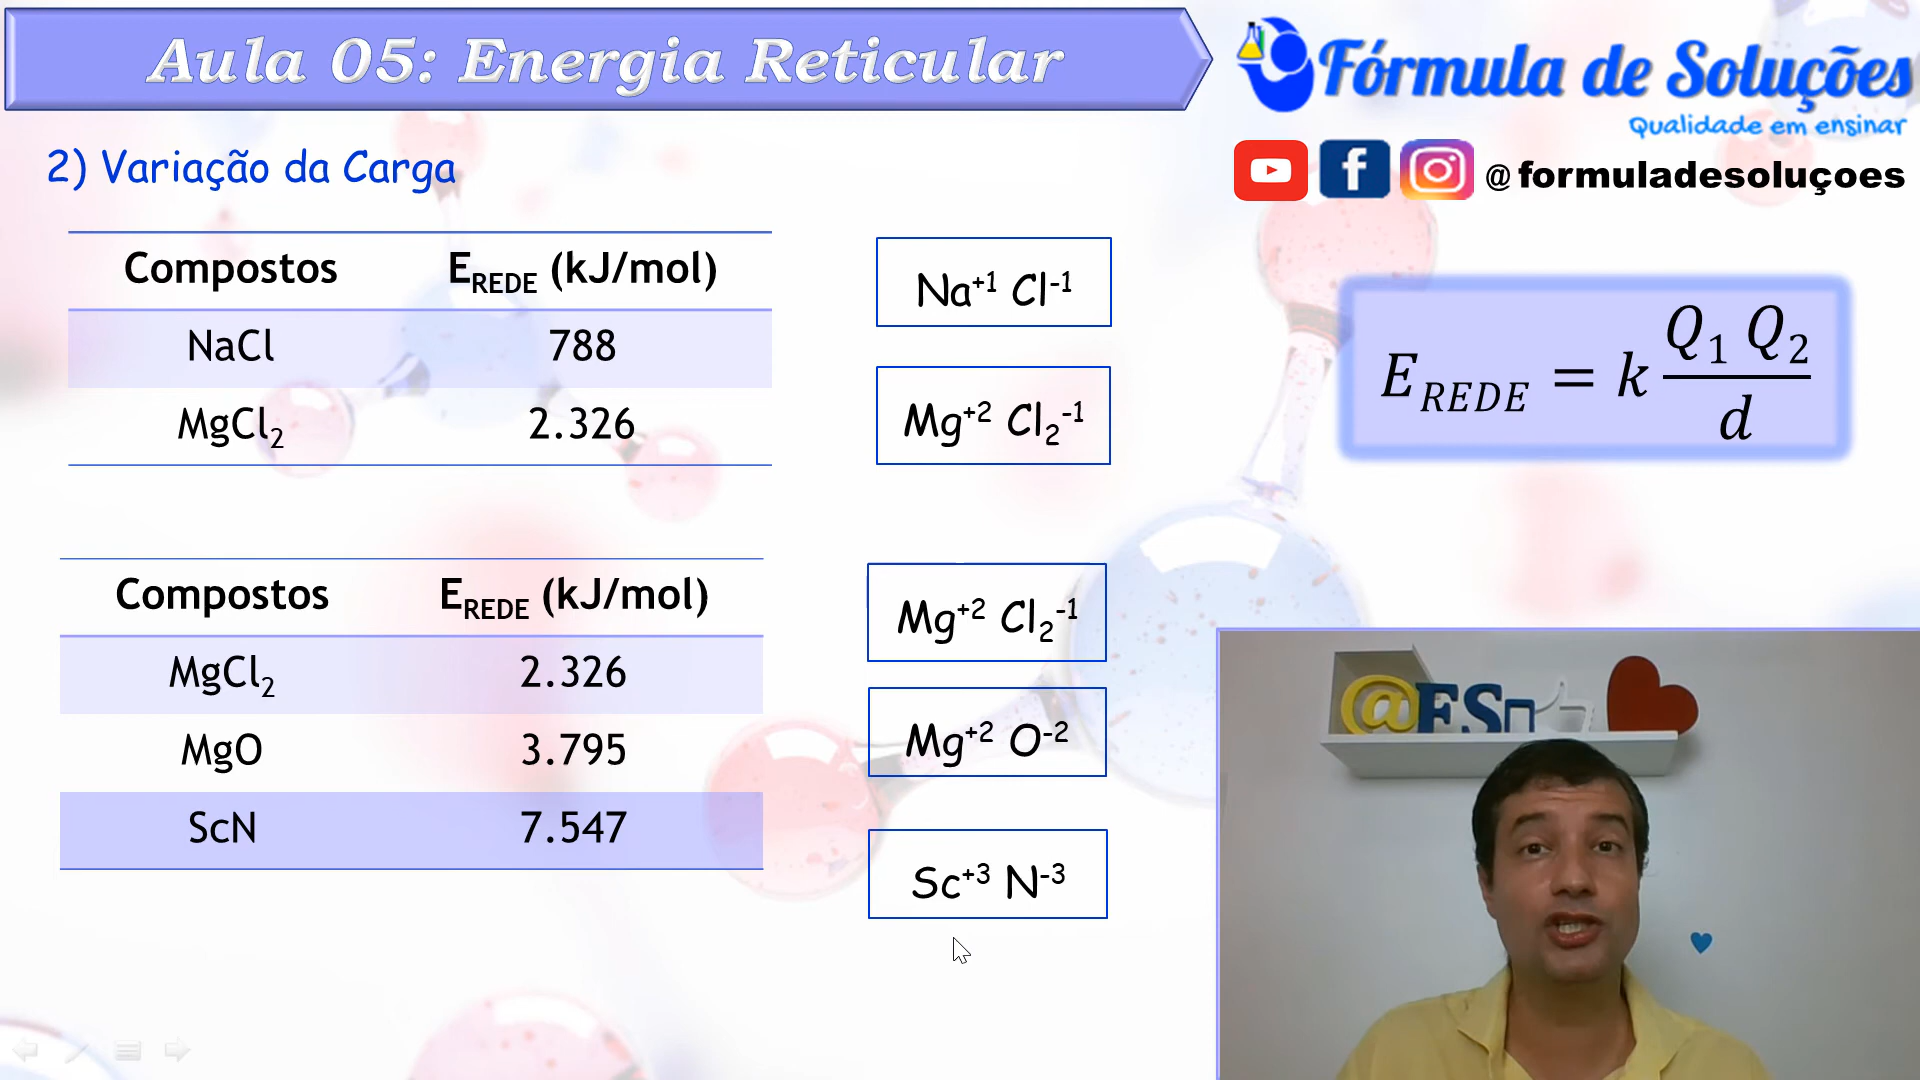 Aula 05: Energia Reticular
Fórmula de Soluções
Qualidade em ensinar
@formuladesoluçoes
2) Variação da Carga
Compostos E_REDE (kJ/mol)
NaCl 788
MgCl₂ 2.326
Na⁺¹ Cl⁻¹
Mg⁺² Cl₂⁻¹
E_REDE = k Q₁ Q₂ / d
Compostos E_REDE (kJ/mol)
MgCl₂ 2.326
MgO 3.795
ScN 7.547
Mg⁺² Cl₂⁻¹
Mg⁺² O⁻²
Sc⁺³ N⁻³
@FS